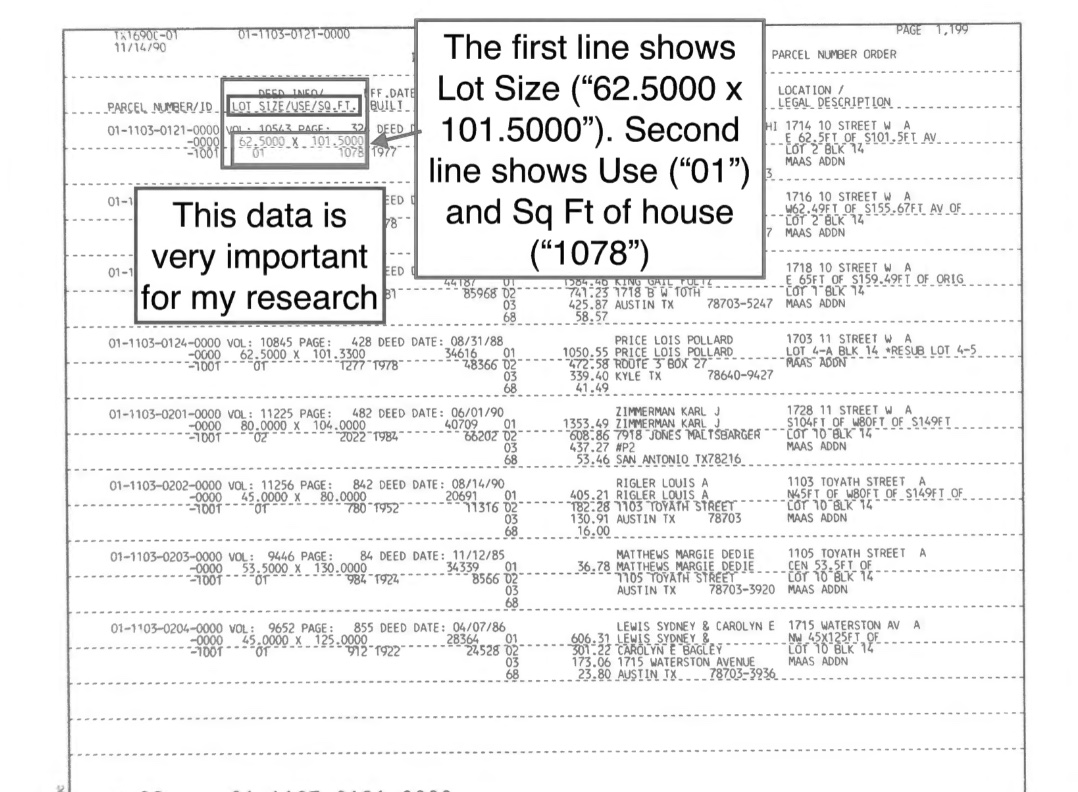 TX1690C-01 01-1103-0121-0000 PAGE 1,199
11/14/90 PARCEL NUMBER ORDER
The first line shows
Lot Size (“62.5000 x
101.5000”). Second
line shows Use (“01”)
and Sq Ft of house
(“1078”)
DEED INFO/ FF.DATE LOCATION /
PARCEL NUMBER/ID LOT SIZE/USE/SQ.FT. BUILT LEGAL DESCRIPTION
01-1103-0121-0000 VOL: 10543 PAGE: 32 DEED D HI 1714 10 STREET W A
-0000 62.5000 X 101.5000 E 62.5FT OF S101.5FT AV
-1001 01 1078 1977 LOT 2 BLK 14
MAAS ADDN
3
This data is
very important
for my research
01-1 EED D 1716 10 STREET W A
W62.49FT OF S155.67FT AV OF
78 LOT 2 BLK 14
7 MAAS ADDN
01-1 EED D 1718 10 STREET W A
44187 01 1584.46 KING GAIL FULTZ E 65FT OF S159.49FT OF ORIG
81 85968 02 741.23 1718 B W 10TH LOT 1 BLK 14
03 425.87 AUSTIN TX 78703-5247 MAAS ADDN
68 58.57
01-1103-0124-0000 VOL: 10845 PAGE: 428 DEED DATE: 08/31/88 PRICE LOIS POLLARD 1703 11 STREET W A
-0000 62.5000 X 101.3300 34616 01 1050.55 PRICE LOIS POLLARD LOT 4-A BLK 14 *RESUB LOT 4-5
-1001 01 1277 1978 48366 02 472.58 ROUTE 3 BOX 27 MAAS ADDN
03 339.40 KYLE TX 78640-9427
68 41.49
01-1103-0201-0000 VOL: 11225 PAGE: 482 DEED DATE: 06/01/90 ZIMMERMAN KARL J 1728 11 STREET W A
-0000 80.0000 X 104.0000 40709 01 1353.49 ZIMMERMAN KARL J S104FT OF W80FT OF S149FT
-1001 02 2022 1984 66202 02 608.86 7918 JONES MALTSBARGER LOT 10 BLK 14
03 437.27 #P2 MAAS ADDN
68 53.46 SAN ANTONIO TX78216
01-1103-0202-0000 VOL: 11256 PAGE: 842 DEED DATE: 08/14/90 RIGLER LOUIS A 1103 TOYATH STREET A
-0000 45.0000 X 80.0000 20691 01 405.21 RIGLER LOUIS A N45FT OF W80FT OF S149FT OF
-1001 01 780 1952 11316 02 182.28 1103 TOYATH STREET LOT 10 BLK 14
03 130.91 AUSTIN TX 78703 MAAS ADDN
68 16.00
01-1103-0203-0000 VOL: 9446 PAGE: 84 DEED DATE: 11/12/85 MATTHEWS MARGIE DEDIE 1105 TOYATH STREET A
-0000 53.5000 X 130.0000 34339 01 36.78 MATTHEWS MARGIE DEDIE CEN 53.5FT OF
-1001 01 984 1924 8566 02 1105 TOYATH STREET LOT 10 BLK 14
03 AUSTIN TX 78703-3920 MAAS ADDN
68
01-1103-0204-0000 VOL: 9652 PAGE: 855 DEED DATE: 04/07/86 LEWIS SYDNEY & CAROLYN E 1715 WATERSTON AV A
-0000 45.0000 X 125.0000 28364 01 606.31 LEWIS SYDNEY & NW 45X125FT OF
-1001 01 912 1922 24528 02 301.22 CAROLYN E BAGLEY LOT 10 BLK 14
03 173.06 1715 WATERSTON AVENUE MAAS ADDN
68 23.80 AUSTIN TX 78703-3936